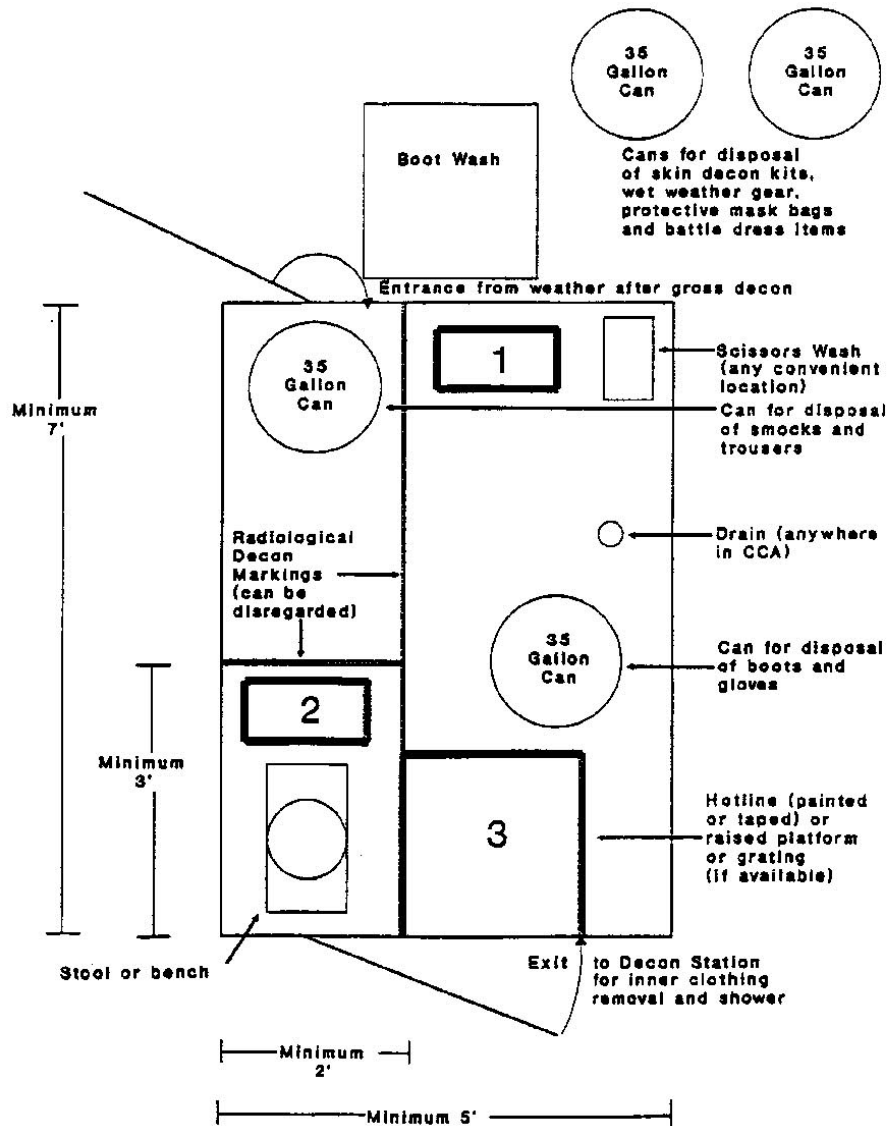 35
Gallon
Can
35
Gallon
Can
Boot Wash
Cans for disposal
of skin decon kits,
wet weather gear,
protective mask bags
and battle dress items
Entrance from weather after gross decon
35
Gallon
Can
1
Scissors Wash
(any convenient
location)
Minimum
7'
Can for disposal
of smocks and
trousers
Radiological
Decon
Markings
(can be
disregarded)
Drain (anywhere
in CCA)
35
Gallon
Can
Can for disposal
of boots and
gloves
2
Minimum
3'
3
Hotline (painted
or taped) or
raised platform
or grating
(if available)
Stool or bench
Exit to Decon Station
for inner clothing
removal and shower
Minimum
2'
Minimum 5'